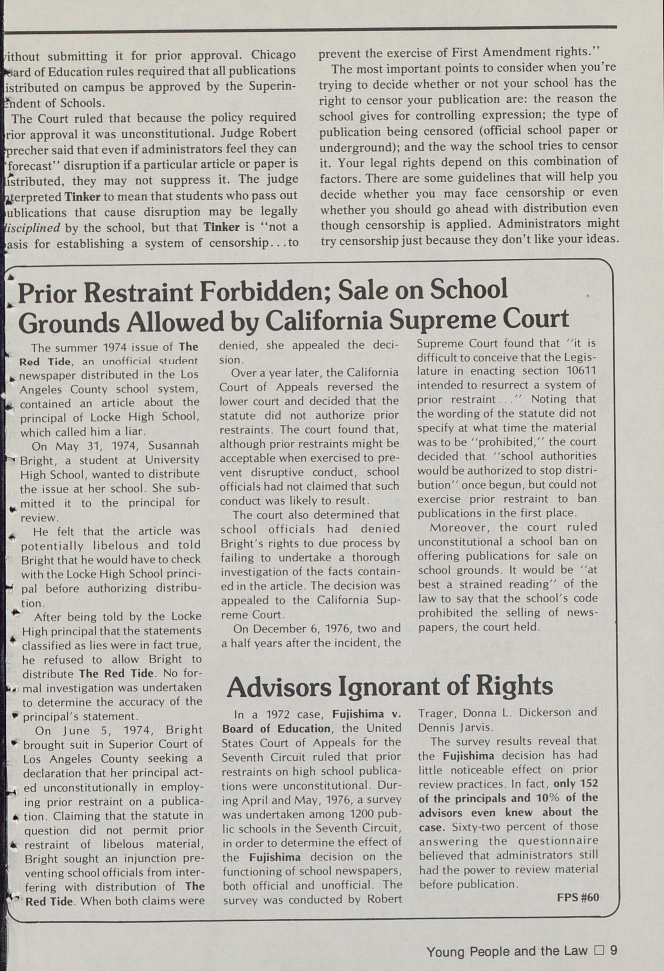 ithout submitting it for prior approval. Chicago
ard of Education rules required that all publications
istributed on campus be approved by the Superin-
ndent of Schools.
The Court ruled that because the policy required
rior approval it was unconstitutional. Judge Robert
precher said that even if administrators feel they can
"forecast" disruption if a particular article or paper is
istributed, they may not suppress it. The judge
nterpreted Tinker to mean that students who pass out
ublications that cause disruption may be legally
disciplined by the school, but that Tinker is "not a
asis for establishing a system of censorship...to
prevent the exercise of First Amendment rights."
The most important points to consider when you're
trying to decide whether or not your school has the
right to censor your publication are: the reason the
school gives for controlling expression; the type of
publication being censored (official school paper or
underground); and the way the school tries to censor
it. Your legal rights depend on this combination of
factors. There are some guidelines that will help you
decide whether you may face censorship or even
whether you should go ahead with distribution even
though censorship is applied. Administrators might
try censorship just because they don't like your ideas.
Prior Restraint Forbidden; Sale on School
Grounds Allowed by California Supreme Court
The summer 1974 issue of The
Red Tide, an unofficial student
newspaper distributed in the Los
Angeles County school system,
contained an article about the
principal of Locke High School,
which called him a liar.
On May 31, 1974, Susannah
Bright, a student at University
High School, wanted to distribute
the issue at her school. She sub-
mitted it to the principal for
review.
He felt that the article was
potentially libelous and told
Bright that he would have to check
with the Locke High School princi-
pal before authorizing distribu-
tion.
After being told by the Locke
High principal that the statements
classified as lies were in fact true,
he refused to allow Bright to
distribute The Red Tide. No for-
mal investigation was undertaken
to determine the accuracy of the
principal's statement.
On June 5, 1974, Bright
brought suit in Superior Court of
Los Angeles County seeking a
declaration that her principal act-
ed unconstitutionally in employ-
ing prior restraint on a publica-
tion. Claiming that the statute in
question did not permit prior
restraint of libelous material,
Bright sought an injunction pre-
venting school officials from inter-
fering with distribution of The
Red Tide. When both claims were
denied, she appealed the deci-
sion.
Over a year later, the California
Court of Appeals reversed the
lower court and decided that the
statute did not authorize prior
restraints. The court found that,
although prior restraints might be
acceptable when exercised to pre-
vent disruptive conduct, school
officials had not claimed that such
conduct was likely to result.
The court also determined that
school officials had denied
Bright's rights to due process by
failing to undertake a thorough
investigation of the facts contain-
ed in the article. The decision was
appealed to the California Sup-
reme Court.
On December 6, 1976, two and
a half years after the incident, the
Supreme Court found that "it is
difficult to conceive that the Legis-
lature in enacting section 10611
intended to resurrect a system of
prior restraint..." Noting that
the wording of the statute did not
specify at what time the material
was to be "prohibited," the court
decided that "school authorities
would be authorized to stop distri-
bution" once begun, but could not
exercise prior restraint to ban
publications in the first place.
Moreover, the court ruled
unconstitutional a school ban on
offering publications for sale on
school grounds. It would be "at
best a strained reading" of the
law to say that the school's code
prohibited the selling of news-
papers, the court held.
Advisors Ignorant of Rights
In a 1972 case, Fujishima v.
Board of Education, the United
States Court of Appeals for the
Seventh Circuit ruled that prior
restraints on high school publica-
tions were unconstitutional. Dur-
ing April and May, 1976, a survey
was undertaken among 1200 pub-
lic schools in the Seventh Circuit,
in order to determine the effect of
the Fujishima decision on the
functioning of school newspapers,
both official and unofficial. The
survey was conducted by Robert
Trager, Donna L. Dickerson and
Dennis Jarvis.
The survey results reveal that
the Fujishima decision has had
little noticeable effect on prior
review practices. In fact, only 152
of the principals and 10% of the
advisors even knew about the
case. Sixty-two percent of those
answering the questionnaire
believed that administrators still
had the power to review material
before publication.
FPS #60
Young People and the Law □ 9